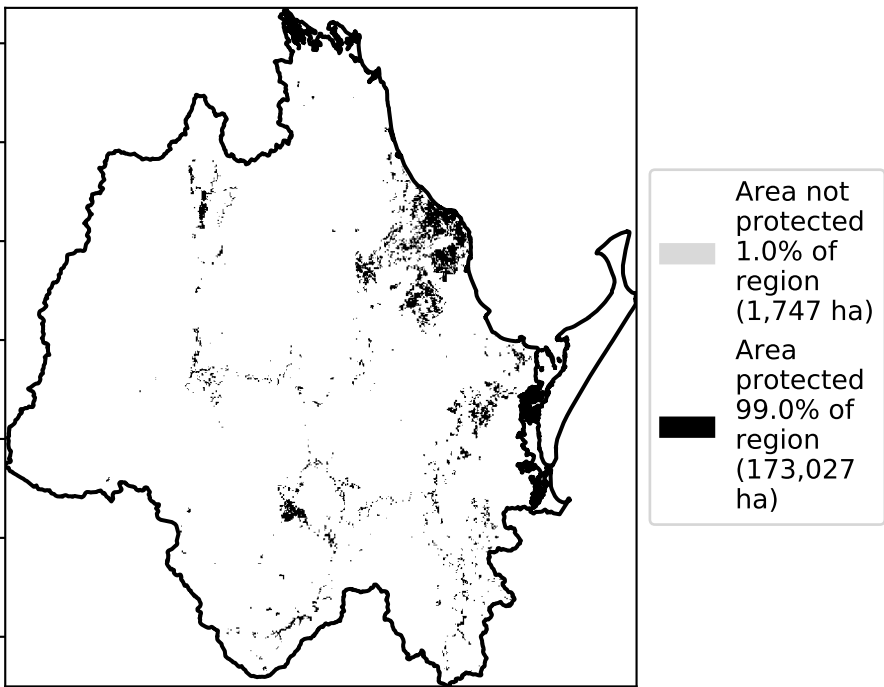 Area not
protected
1.0% of
region
(1,747 ha)
Area
protected
99.0% of
region
(173,027
ha)